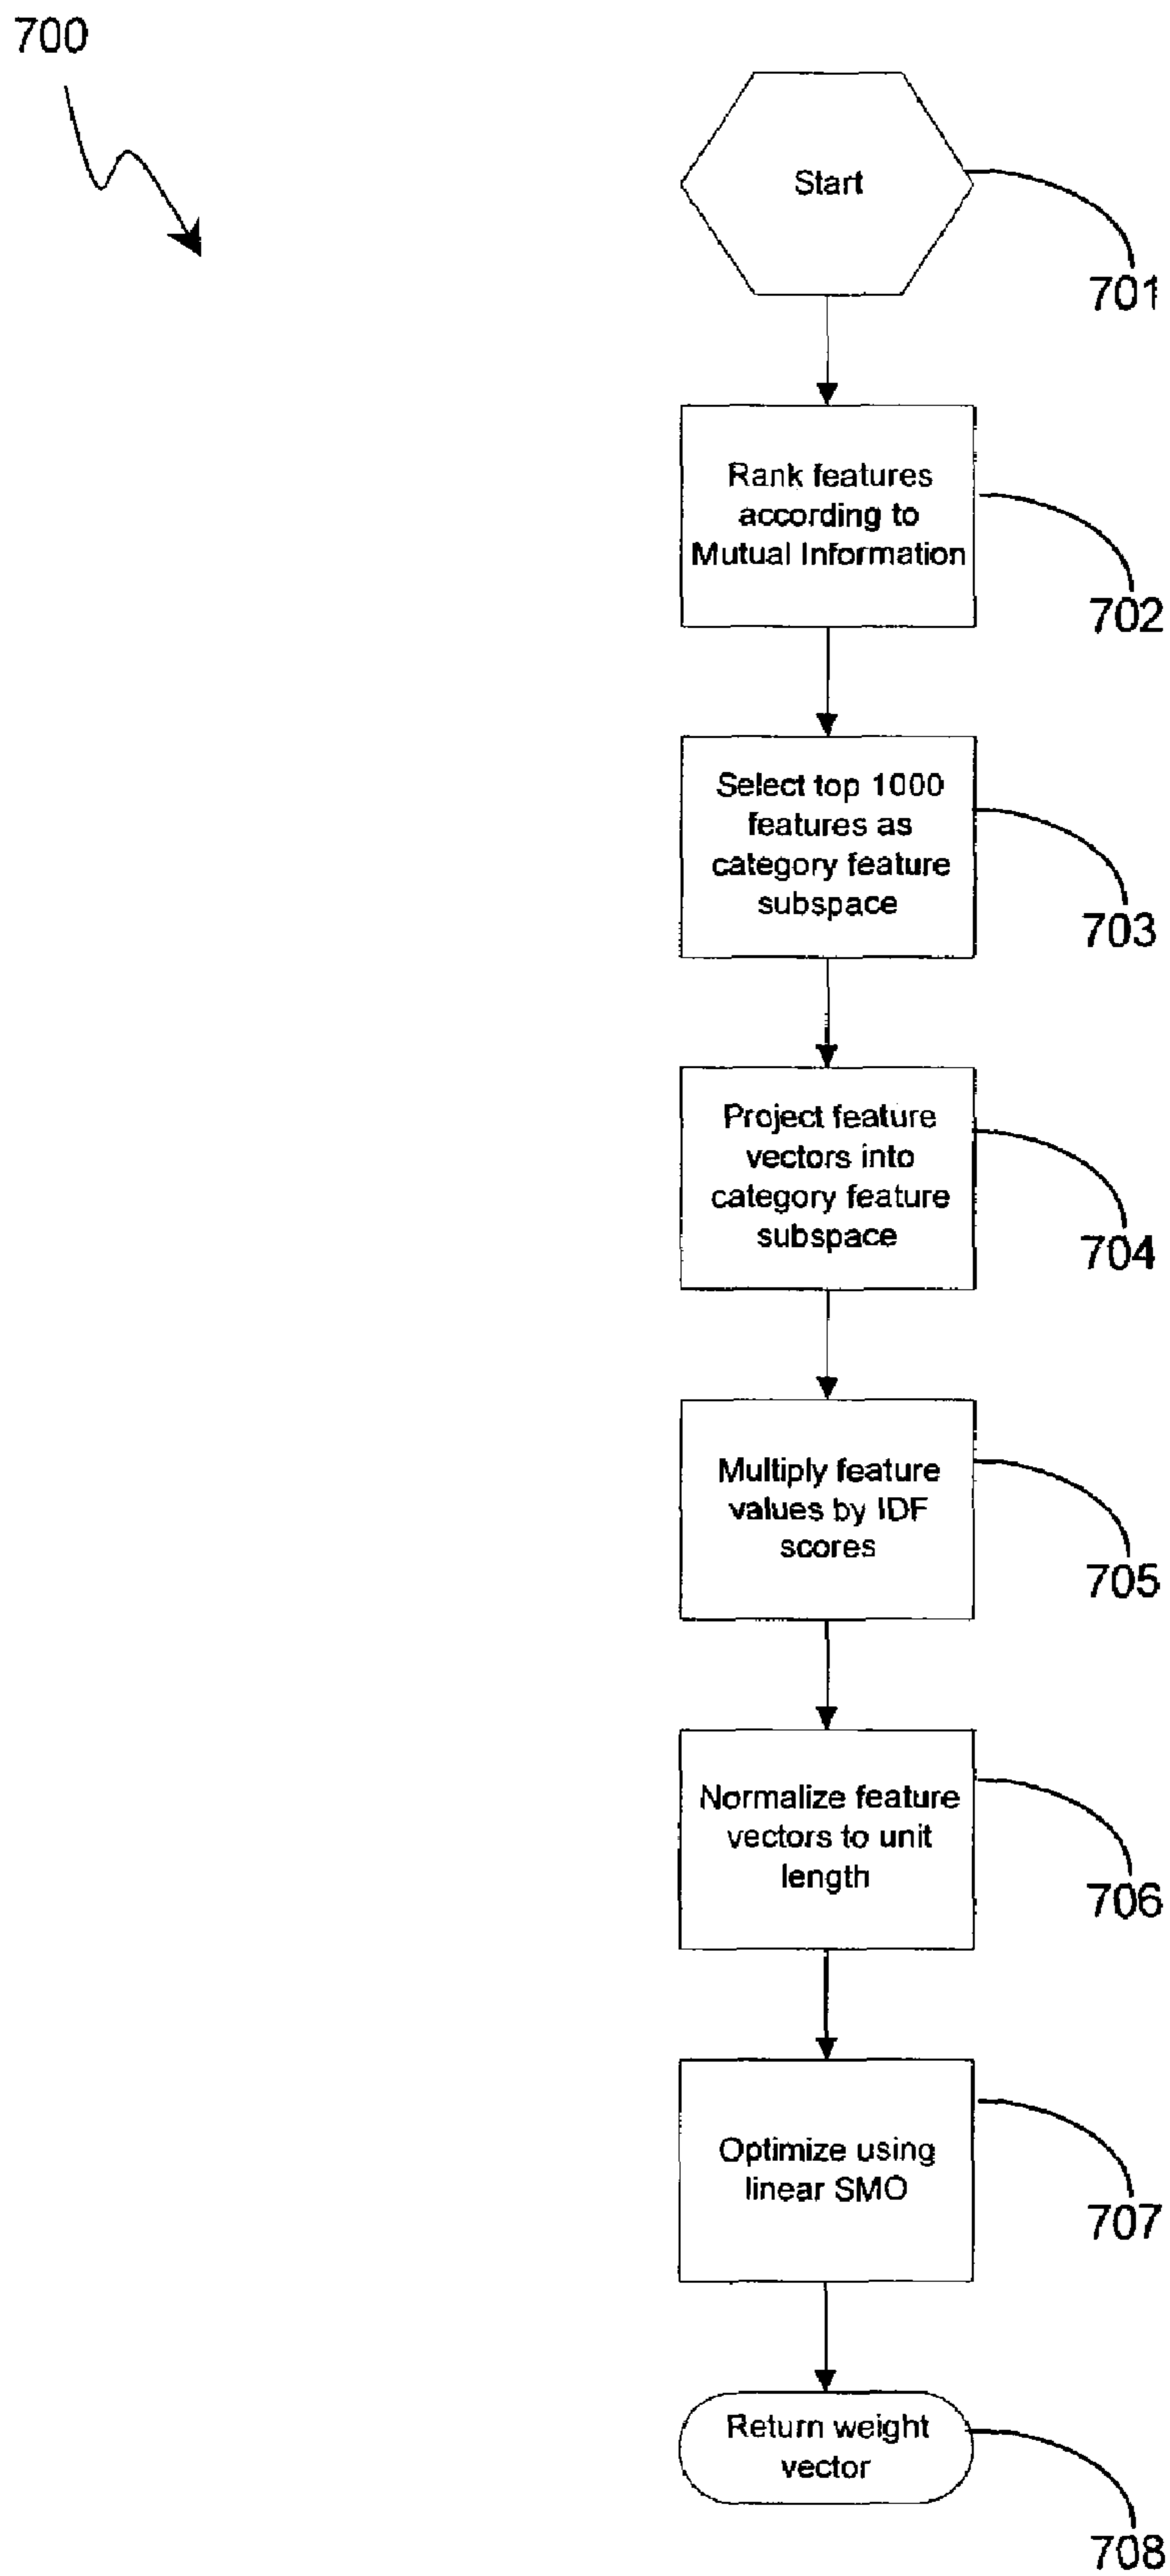 700
Start
701
Rank features
according to
Mutual Information
702
Select top 1000
features as
category feature
subspace
703
Project feature
vectors into
category feature
subspace
704
Multiply feature
values by IDF
scores
705
Normalize feature
vectors to unit
length
706
Optimize using
linear SMO
707
Return weight
vector
708